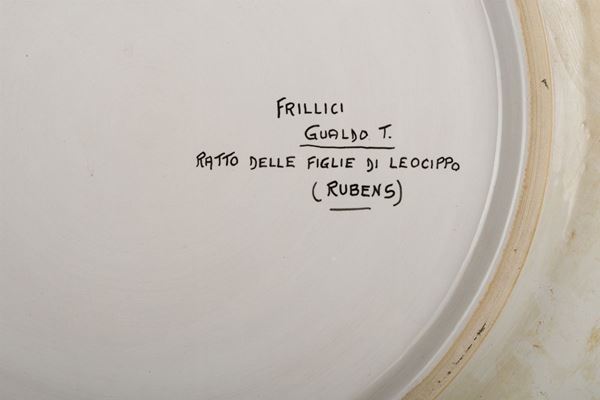 FRILLICI
GUALDO T.
RATTO DELLE FIGLIE DI LEOCIPPO
(RUBENS)